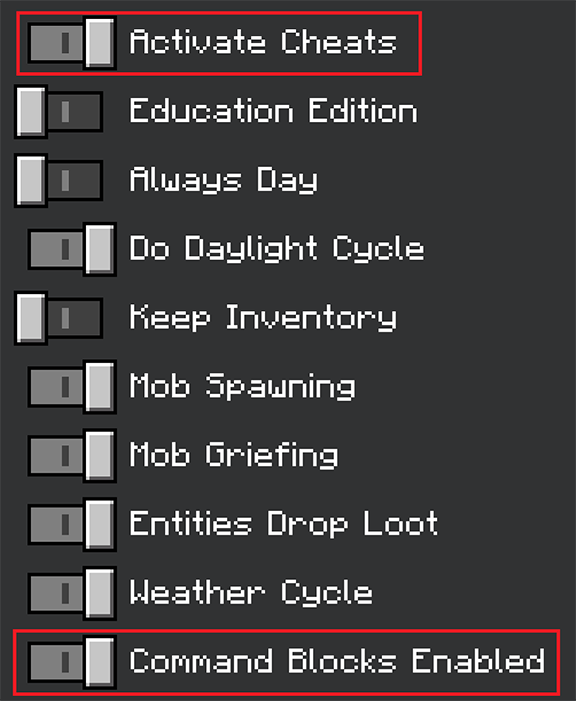 Activate Cheats
Education Edition
Always Day
Do Daylight Cycle
Keep Inventory
Mob Spawning
Mob Griefing
Entities Drop Loot
Weather Cycle
Command Blocks Enabled